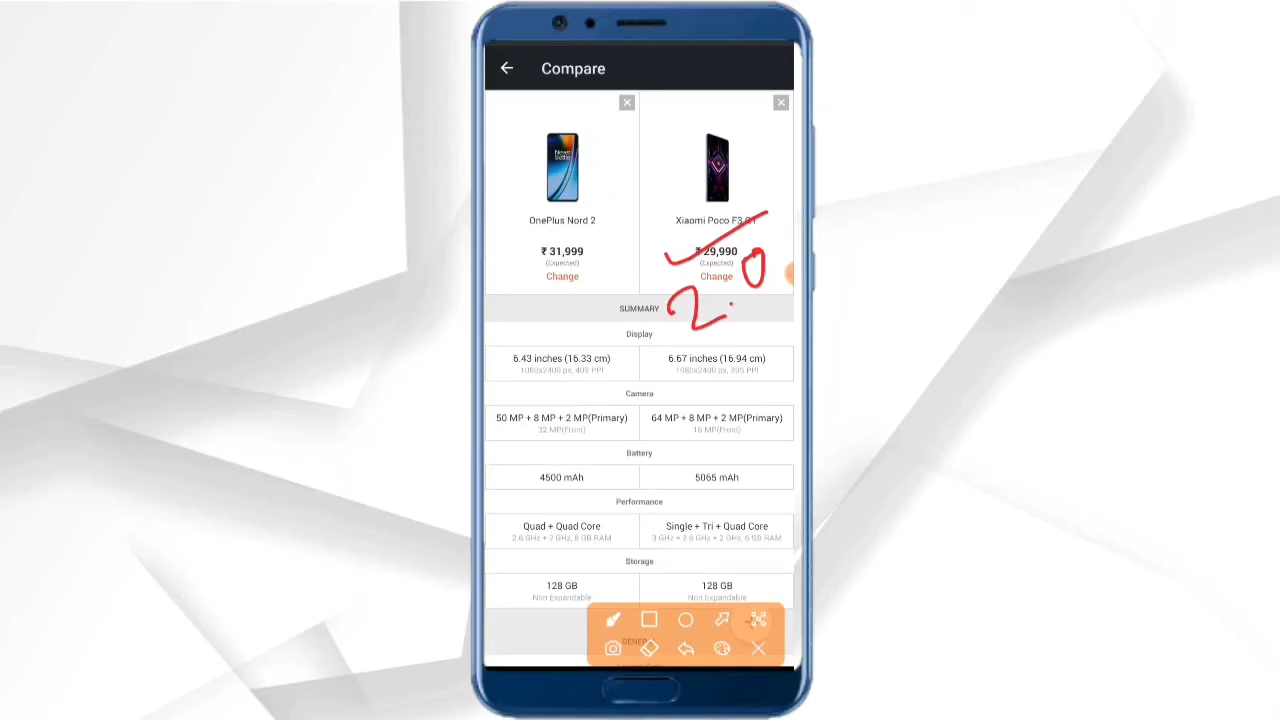 Compare
Never
Settle
OnePlus Nord 2
Xiaomi Poco F3 GT
₹ 31,999
₹ 29,990
(Expected)
(Expected)
Change
Change
2.0
SUMMARY
Display
6.43 inches (16.33 cm)
6.67 inches (16.94 cm)
1080x2400 px, 409 PPI
1080x2400 px, 395 PPI
Camera
50 MP + 8 MP + 2 MP(Primary)
64 MP + 8 MP + 2 MP(Primary)
32 MP(Front)
16 MP(Front)
Battery
4500 mAh
5065 mAh
Performance
Quad + Quad Core
Single + Tri + Quad Core
2.6 GHz + 2 GHz, 8 GB RAM
3 GHz + 2.6 GHz + 2 GHz, 6 GB RAM
Storage
128 GB
128 GB
Non Expandable
Non Expandable